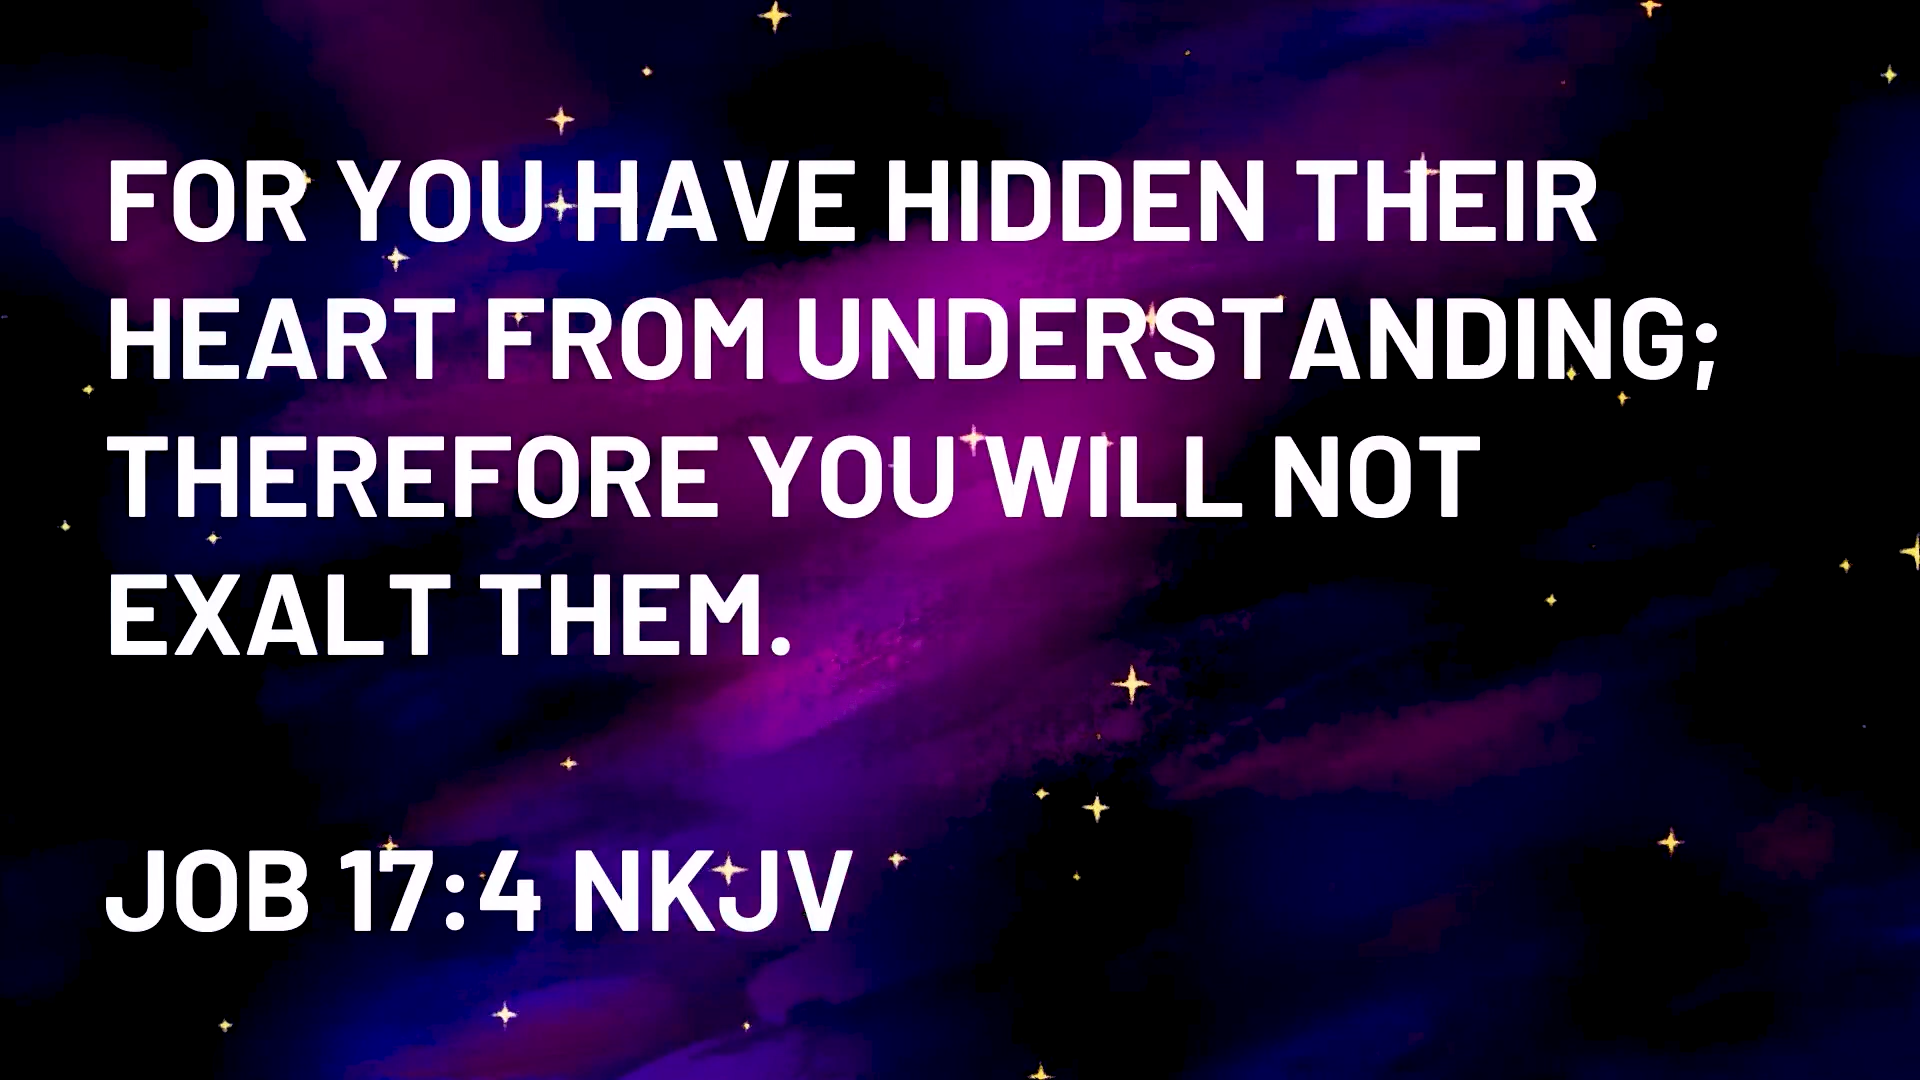 FOR YOU HAVE HIDDEN THEIR
HEART FROM UNDERSTANDING;
THEREFORE YOU WILL NOT
EXALT THEM.
JOB 17:4 NKJV